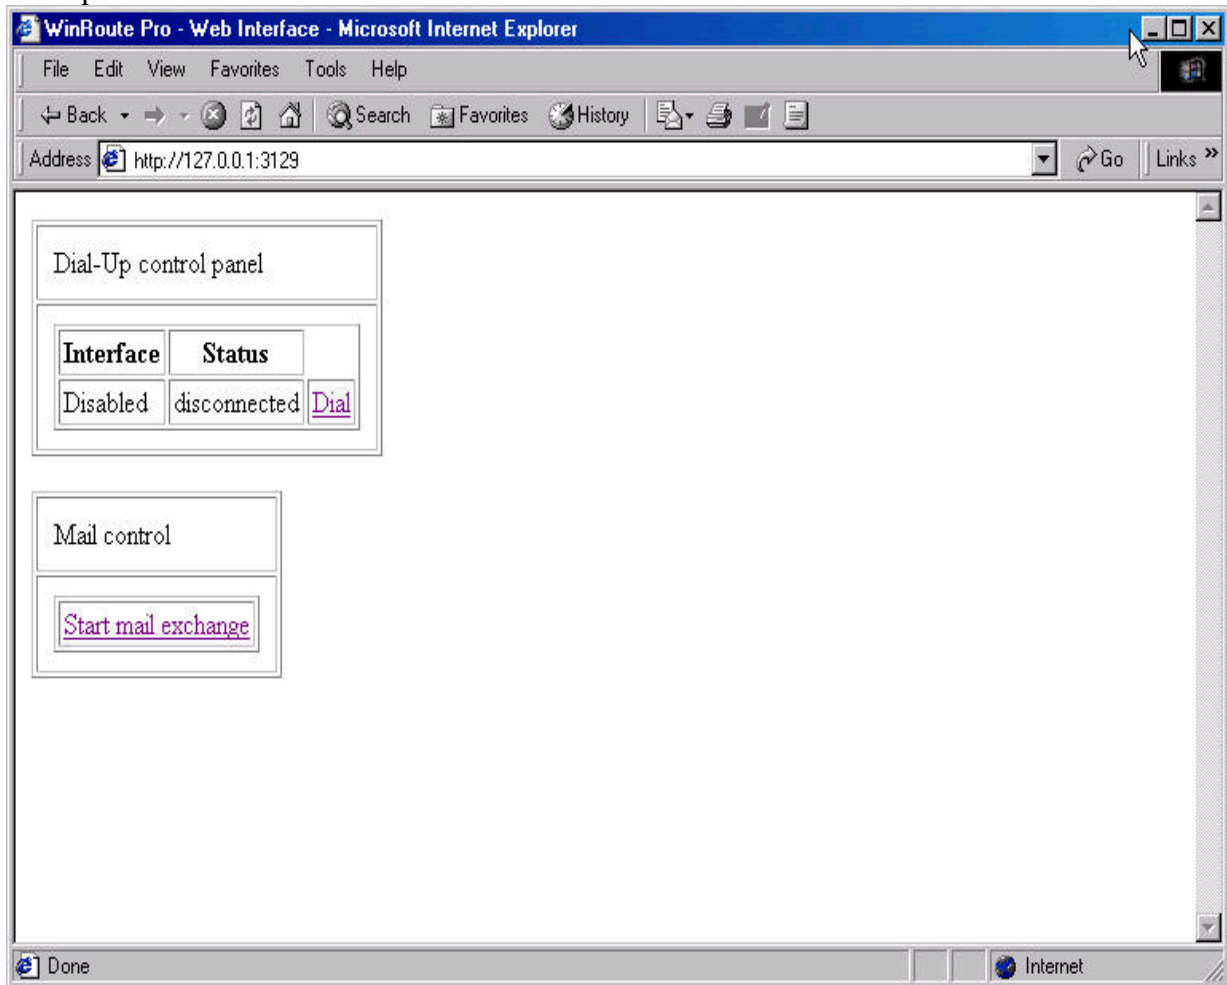 WinRoute Pro - Web Interface - Microsoft Internet Explorer
File Edit View Favorites Tools Help
Back Search Favorites History
Address http://127.0.0.1:3129 Go Links »
Dial-Up control panel
Interface Status
Disabled disconnected Dial
Mail control
Start mail exchange
Done Internet